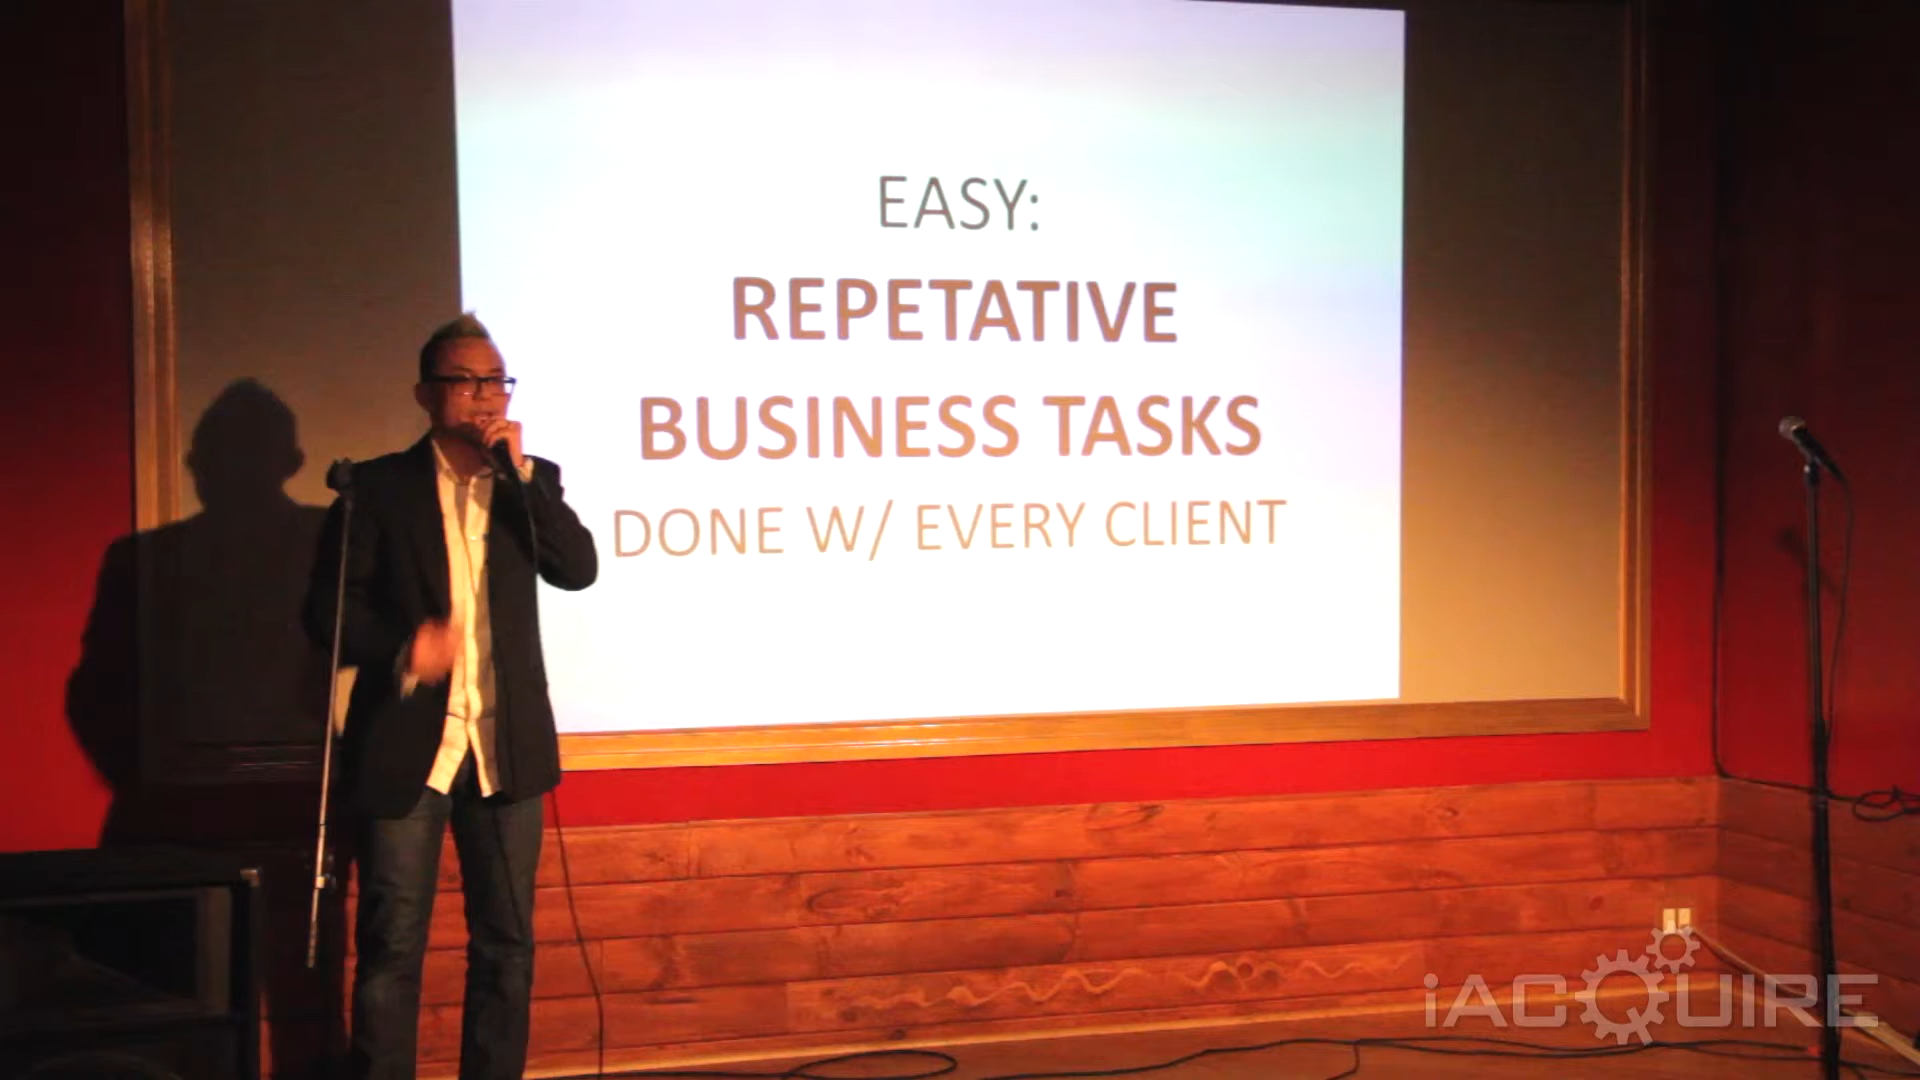 EASY:
REPETATIVE
BUSINESS TASKS
DONE W/ EVERY CLIENT
iACQUIRE